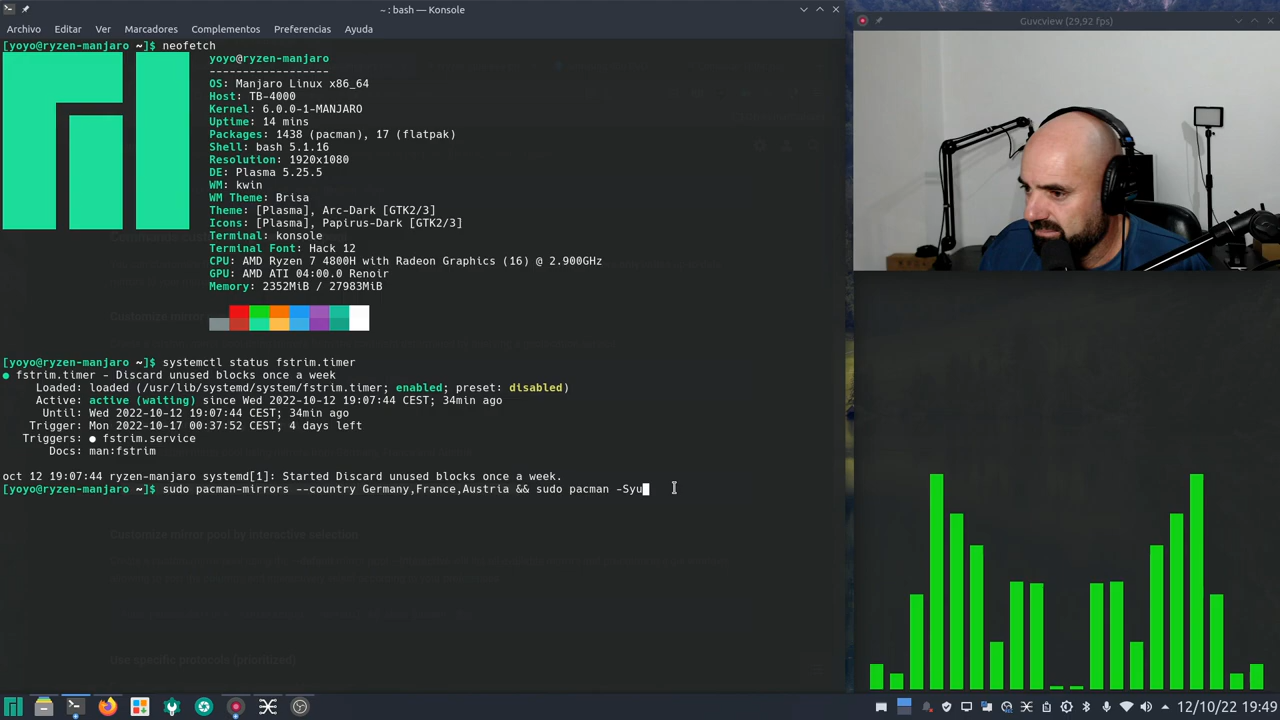 ~ : bash — Konsole
Archivo Editar Ver Marcadores Complementos Preferencias Ayuda
[yoyo@ryzen-manjaro ~]$ neofetch
yoyo@ryzen-manjaro
------------------
OS: Manjaro Linux x86_64
Host: TB-4000
Kernel: 6.0.0-1-MANJARO
Uptime: 14 mins
Packages: 1438 (pacman), 17 (flatpak)
Shell: bash 5.1.16
Resolution: 1920x1080
DE: Plasma 5.25.5
WM: kwin
WM Theme: Brisa
Theme: [Plasma], Arc-Dark [GTK2/3]
Icons: [Plasma], Papirus-Dark [GTK2/3]
Terminal: konsole
Terminal Font: Hack 12
CPU: AMD Ryzen 7 4800H with Radeon Graphics (16) @ 2.900GHz
GPU: AMD ATI 04:00.0 Renoir
Memory: 2352MiB / 27983MiB
[yoyo@ryzen-manjaro ~]$ systemctl status fstrim.timer
● fstrim.timer - Discard unused blocks once a week
Loaded: loaded (/usr/lib/systemd/system/fstrim.timer; enabled; preset: disabled)
Active: active (waiting) since Wed 2022-10-12 19:07:44 CEST; 34min ago
Until: Wed 2022-10-12 19:07:44 CEST; 34min ago
Trigger: Mon 2022-10-17 00:37:52 CEST; 4 days left
Triggers: ● fstrim.service
Docs: man:fstrim
oct 12 19:07:44 ryzen-manjaro systemd[1]: Started Discard unused blocks once a week.
[yoyo@ryzen-manjaro ~]$ sudo pacman-mirrors --country Germany,France,Austria && sudo pacman -Syu
Customize mirror pool by interactive selection
Use specific protocols (prioritized)
Guvcview (29,92 fps)
12/10/22 19:49